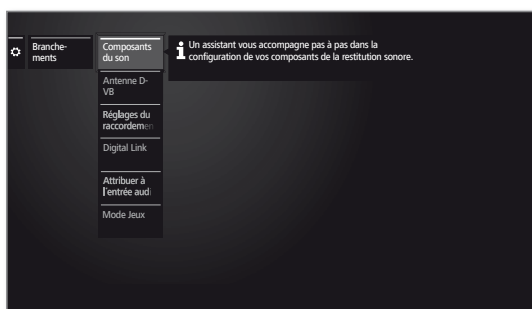 Branche-
ments
Composants
du son
Un assistant vous accompagne pas à pas dans la
configuration de vos composants de la restitution sonore.
Antenne D-
VB
Réglages du
raccordemen
Digital Link
Attribuer à
l'entrée audi
Mode Jeux